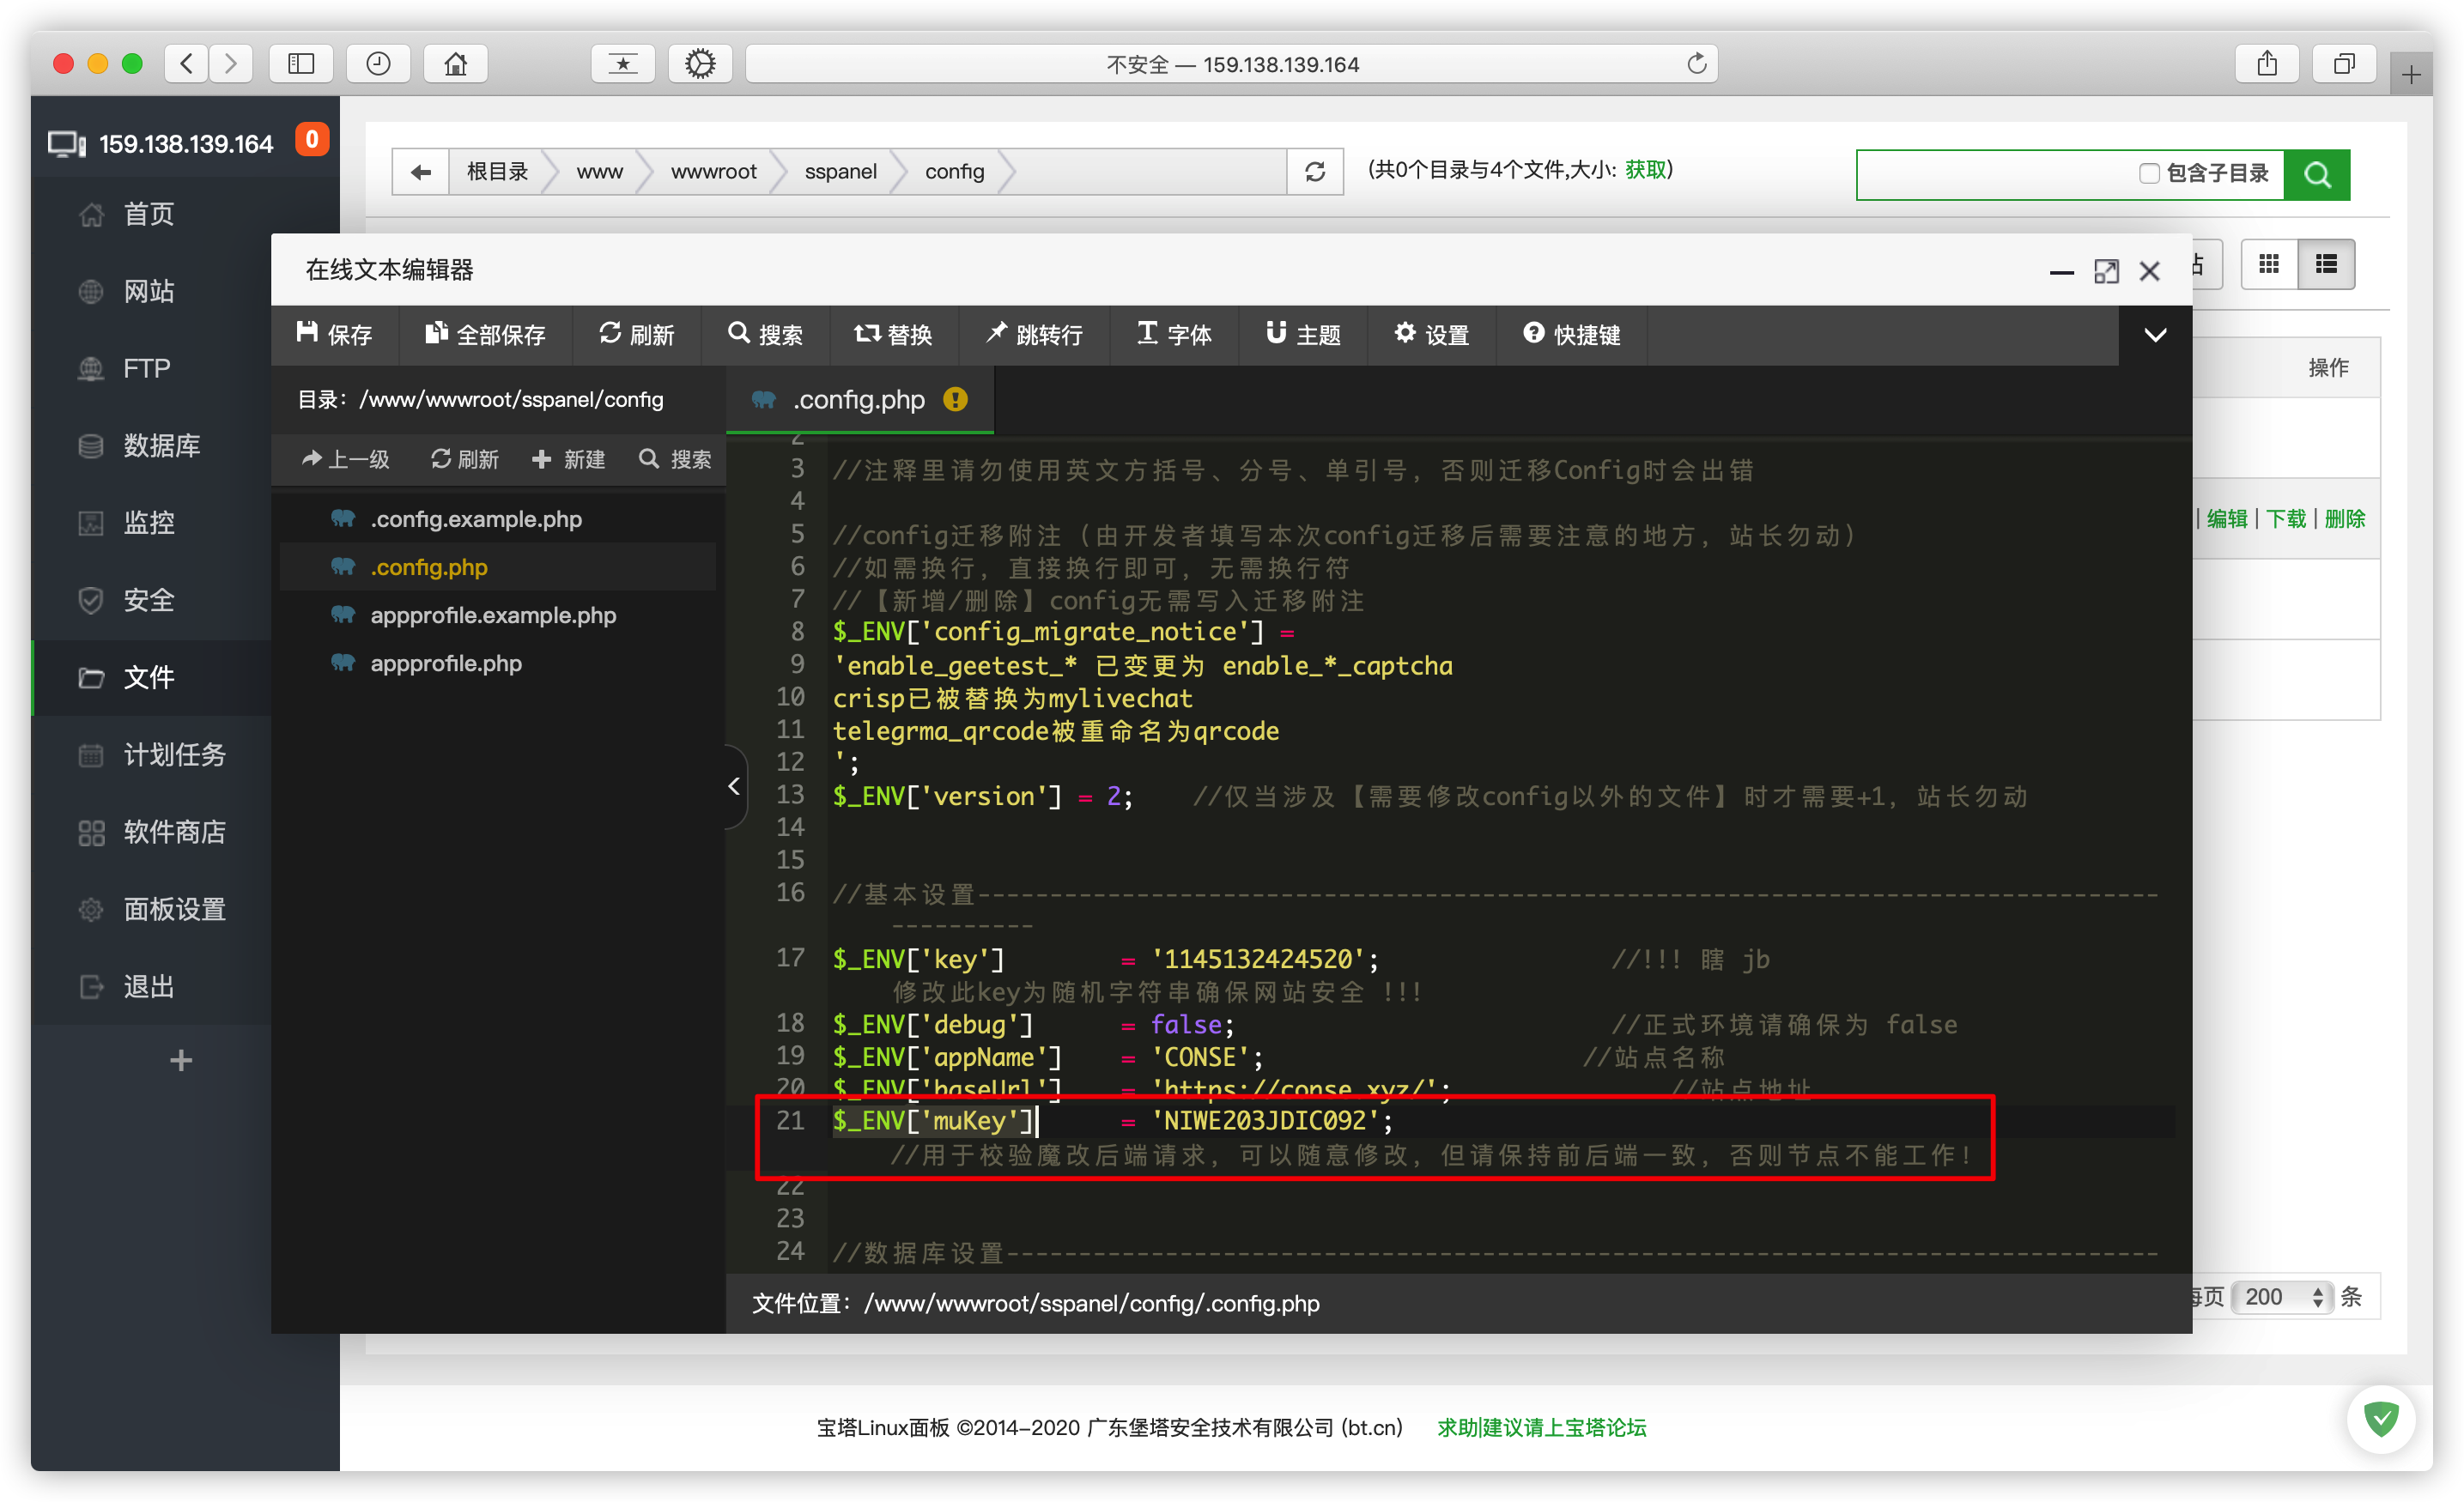 不安全 — 159.138.139.164
159.138.139.164
0
首页
网站
FTP
数据库
监控
安全
文件
计划任务
软件商店
面板设置
退出
根目录
www
wwwroot
sspanel
config
(共0个目录与4个文件,大小: 获取)
包含子目录
在线文本编辑器
保存
全部保存
刷新
搜索
替换
跳转行
字体
主题
设置
快捷键
操作
目录：/www/wwwroot/sspanel/config
.config.php
上一级
刷新
新建
搜索
.config.example.php
.config.php
appprofile.example.php
appprofile.php
编辑 | 下载 | 删除
2
3 //注释里请勿使用英文方括号、分号、单引号，否则迁移Config时会出错
4
5 //config迁移附注（由开发者填写本次config迁移后需要注意的地方，站长勿动）
6 //如需换行，直接换行即可，无需换行符
7 //【新增/删除】config无需写入迁移附注
8 $_ENV['config_migrate_notice'] =
9 'enable_geetest_* 已变更为 enable_*_captcha
10 crisp已被替换为mylivechat
11 telegrma_qrcode被重命名为qrcode
12 ';
13 $_ENV['version'] = 2;    //仅当涉及【需要修改config以外的文件】时才需要+1，站长勿动
14
15
16 //基本设置----------------------------------------------------------------------------------
----------
17 $_ENV['key']        = '1145132424520';                //!!! 瞎 jb
修改此key为随机字符串确保网站安全 !!!
18 $_ENV['debug']      = false;                          //正式环境请确保为 false
19 $_ENV['appName']    = 'CONSE';                      //站点名称
20 $_ENV['baseUrl']    = 'https://conse.xyz/';               //站点地址
21 $_ENV['muKey']      = 'NIWE203JDIC092';
//用于校验魔改后端请求，可以随意修改，但请保持前后端一致，否则节点不能工作！
22
23
24 //数据库设置--------------------------------------------------------------------------------
文件位置：/www/wwwroot/sspanel/config/.config.php
页 200 条
宝塔Linux面板 ©2014-2020 广东堡塔安全技术有限公司 (bt.cn)
求助|建议请上宝塔论坛